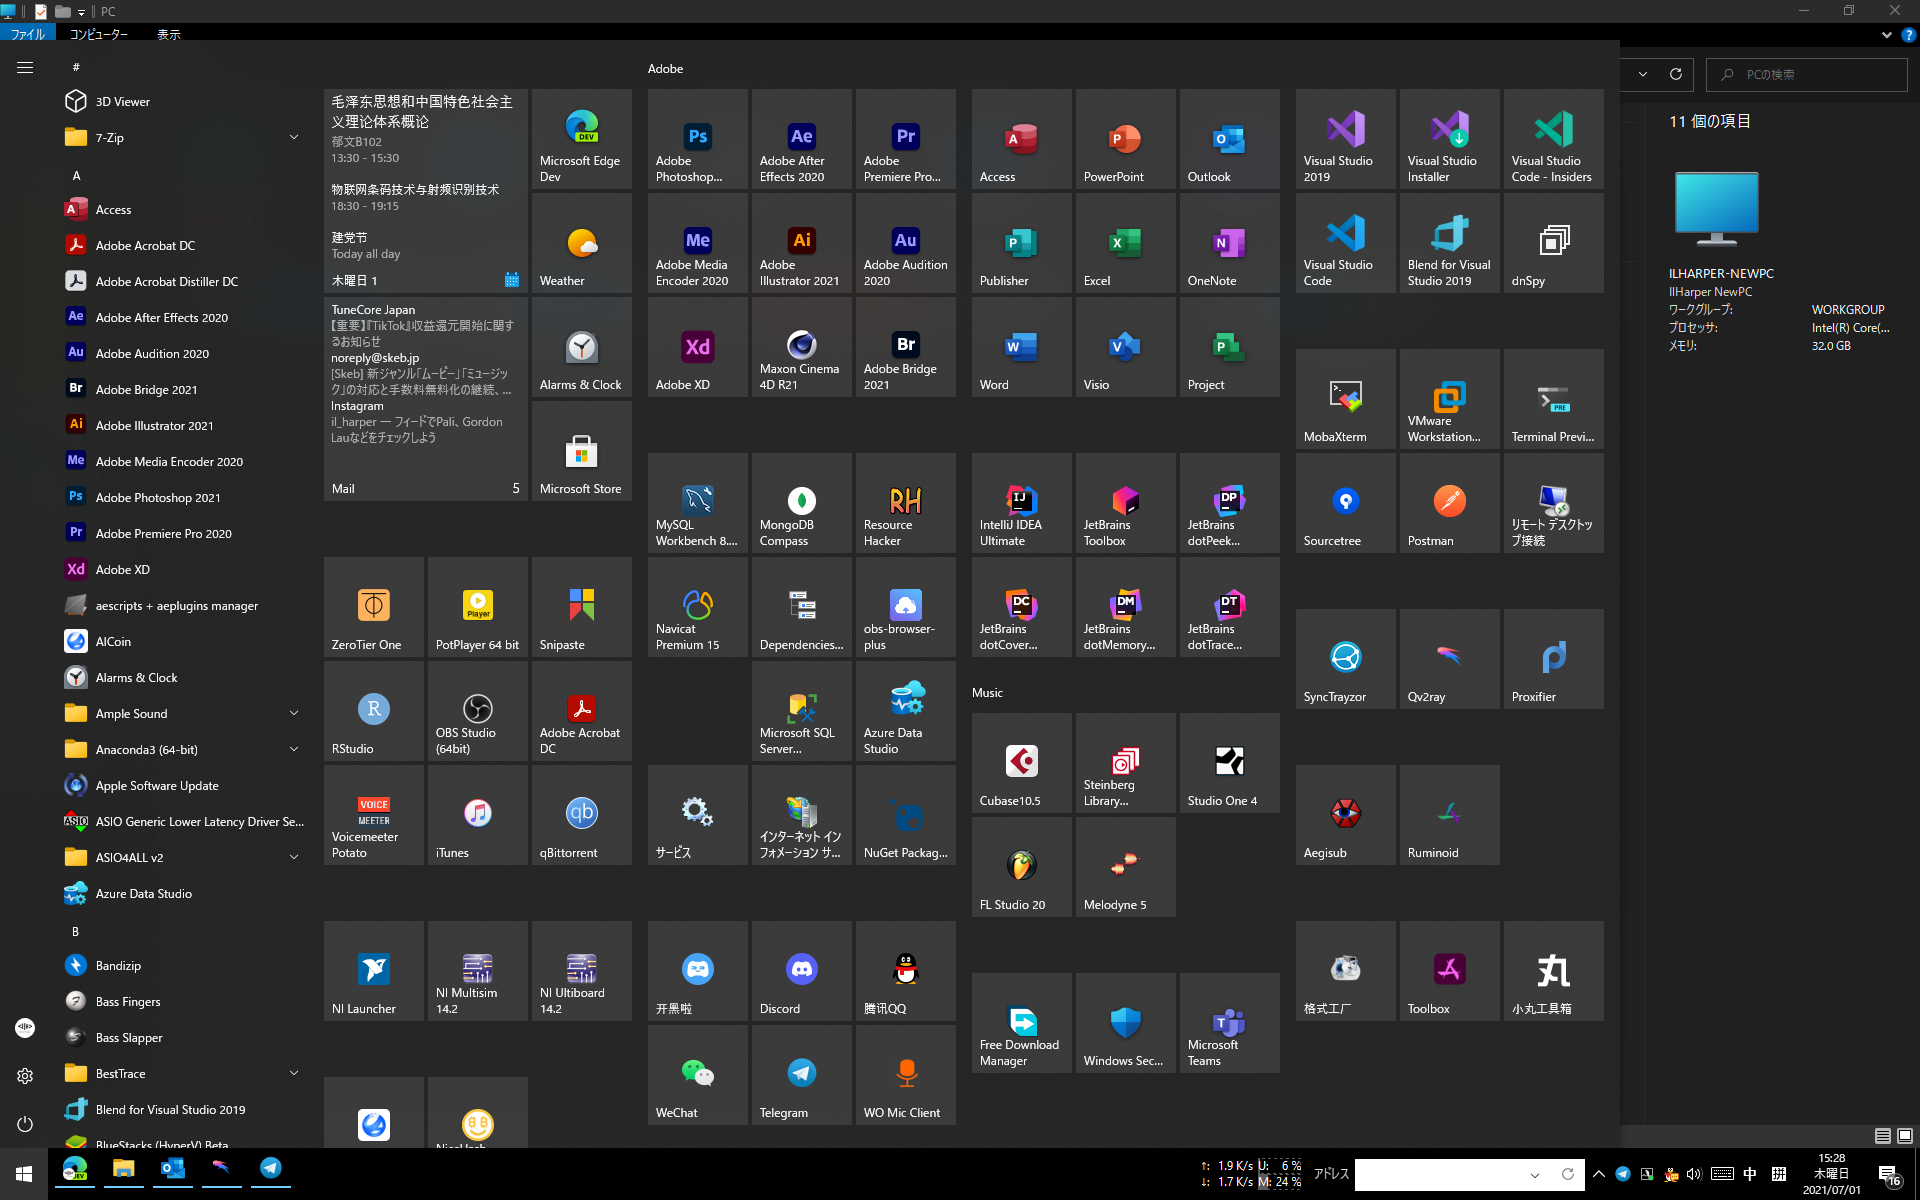 PC
ファイル
コンピューター
表示
PCの検索
11 個の項目
ILHARPER-NEWPC
IlHarper NewPC
ワークグループ: WORKGROUP
プロセッサ: Intel(R) Core(...
メモリ: 32.0 GB
#
3D Viewer
7-Zip
A
Access
Adobe Acrobat DC
Adobe Acrobat Distiller DC
Adobe After Effects 2020
Adobe Audition 2020
Adobe Bridge 2021
Adobe Illustrator 2021
Adobe Media Encoder 2020
Adobe Photoshop 2021
Adobe Premiere Pro 2020
Adobe XD
aescripts + aeplugins manager
AlCoin
Alarms & Clock
Ample Sound
Anaconda3 (64-bit)
Apple Software Update
ASIO Generic Lower Latency Driver Se...
ASIO4ALL v2
Azure Data Studio
B
Bandizip
Bass Fingers
Bass Slapper
BestTrace
Blend for Visual Studio 2019
BlueStacks (HyperV) Beta
毛泽东思想和中国特色社会主
义理论体系概论
郁文B102
13:30 - 15:30
物联网条码技术与射频识别技术
18:30 - 19:15
建党节
Today all day
木曜日 1
Microsoft Edge
Dev
Weather
TuneCore Japan
【重要】『TikTok』収益還元開始に関す
るお知らせ
noreply@skeb.jp
[Skeb] 新ジャンル「ムービー」「ミュージッ
ク」の対応と手数料無料化の継続、...
Instagram
il_harper — フィードでPali、Gordon
Lauなどをチェックしよう
Mail 5
Alarms & Clock
Microsoft Store
ZeroTier One
PotPlayer 64 bit
Snipaste
RStudio
OBS Studio
(64bit)
Adobe Acrobat
DC
Voicemeeter
Potato
iTunes
qBittorrent
NI Launcher
NI Multisim
14.2
NI Ultiboard
14.2
Adobe
Adobe
Photoshop...
Adobe After
Effects 2020
Adobe
Premiere Pro...
Adobe Media
Encoder 2020
Adobe
Illustrator 2021
Adobe Audition
2020
Adobe XD
Maxon Cinema
4D R21
Adobe Bridge
2021
MySQL
Workbench 8....
MongoDB
Compass
Resource
Hacker
Navicat
Premium 15
Dependencies...
obs-browser-
plus
Microsoft SQL
Server...
Azure Data
Studio
サービス
インターネット イン
フォメーション サ...
NuGet Packag...
开黑啦
Discord
腾讯QQ
WeChat
Telegram
WO Mic Client
Access
PowerPoint
Outlook
Publisher
Excel
OneNote
Word
Visio
Project
IntelliJ IDEA
Ultimate
JetBrains
Toolbox
JetBrains
dotPeek...
JetBrains
dotCover...
JetBrains
dotMemory...
JetBrains
dotTrace...
Music
Cubase10.5
Steinberg
Library...
Studio One 4
FL Studio 20
Melodyne 5
Free Download
Manager
Windows Sec...
Microsoft
Teams
Visual Studio
2019
Visual Studio
Installer
Visual Studio
Code - Insiders
Visual Studio
Code
Blend for Visual
Studio 2019
dnSpy
MobaXterm
VMware
Workstation...
Terminal Previ...
Sourcetree
Postman
リモート デスクトッ
プ接続
SyncTrayzor
Qv2ray
Proxifier
Aegisub
Ruminoid
格式工厂
Toolbox
小丸工具箱
↑: 1.9 K/s U: 6 %
↓: 1.7 K/s M: 24 %
アドレス
中
拼
15:28
木曜日
2021/07/01
16